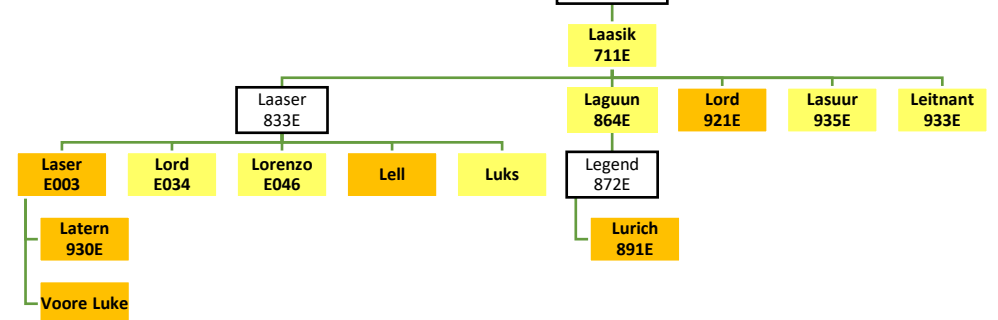 Laasik
711E
Laaser
833E
Laguun
864E
Lord
921E
Lasuur
935E
Leitnant
933E
Laser
E003
Lord
E034
Lorenzo
E046
Lell
Luks
Legend
872E
Latern
930E
Lurich
891E
Voore Luke